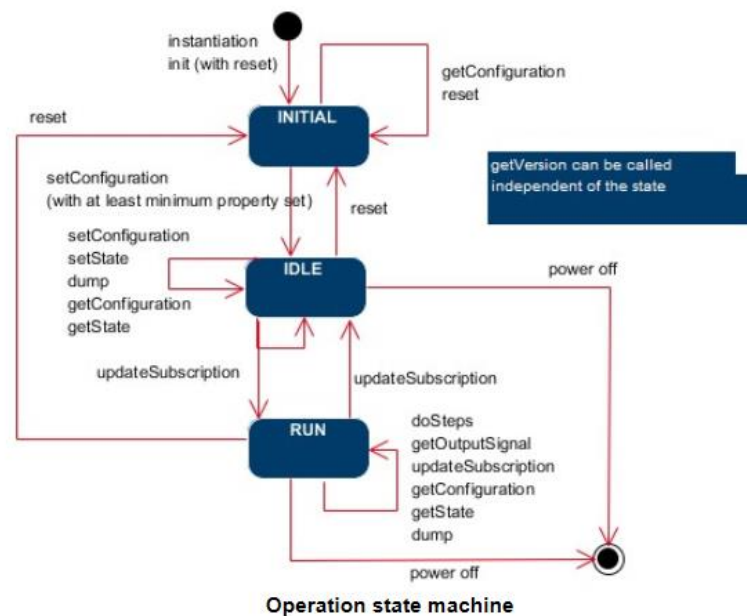 instantiation
init (with reset)
getConfiguration
reset
reset
INITIAL
getVersion can be called
independent of the state
setConfiguration
(with at least minimum property set)
reset
setConfiguration
setState
dump
getConfiguration
getState
IDLE
power off
updateSubscription
updateSubscription
RUN
doSteps
getOutputSignal
updateSubscription
getConfiguration
getState
dump
power off
Operation state machine